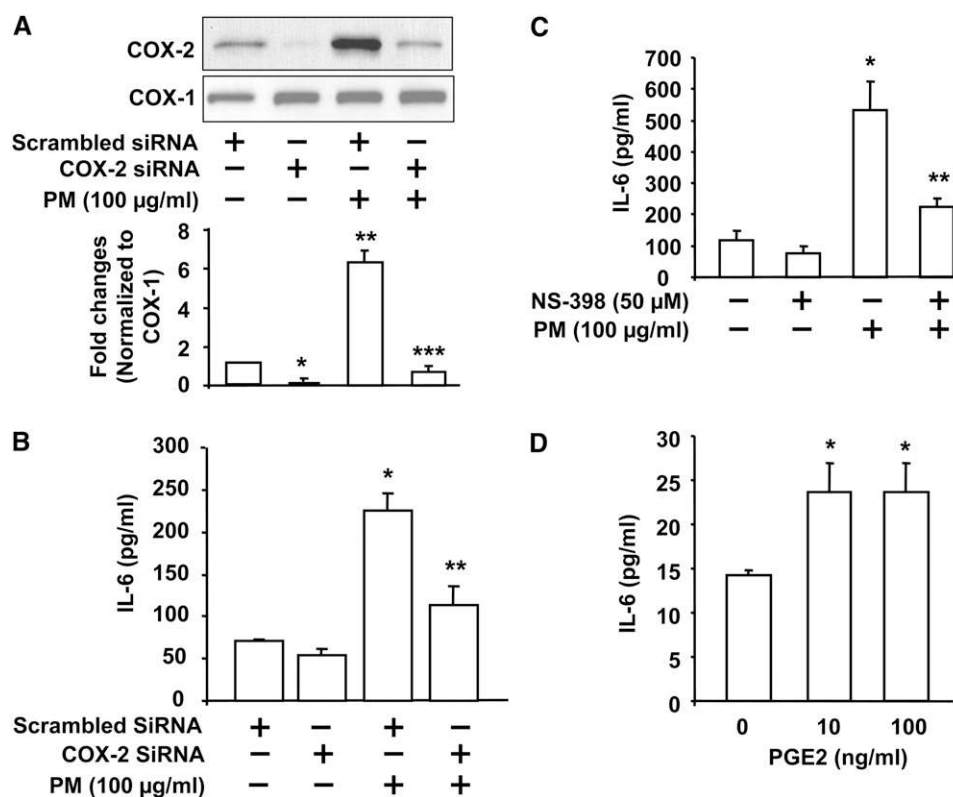 A
COX-2
COX-1
Scrambled siRNA + − + −
COX-2 siRNA − + − +
PM (100 µg/ml) − − + +
Fold changes
(Normalized to
COX-1)
8
6
4
2
0
* ** ***
B
IL-6 (pg/ml)
300
250
200
150
100
50
0
* **
Scrambled SiRNA + − + −
COX-2 SiRNA − + − +
PM (100 µg/ml) − − + +
C
IL-6 (pg/ml)
700
600
500
400
300
200
100
0
* **
NS-398 (50 µM) − + − +
PM (100 µg/ml) − − + +
D
IL-6 (pg/ml)
30
25
20
15
10
5
0
* *
0 10 100
PGE2 (ng/ml)